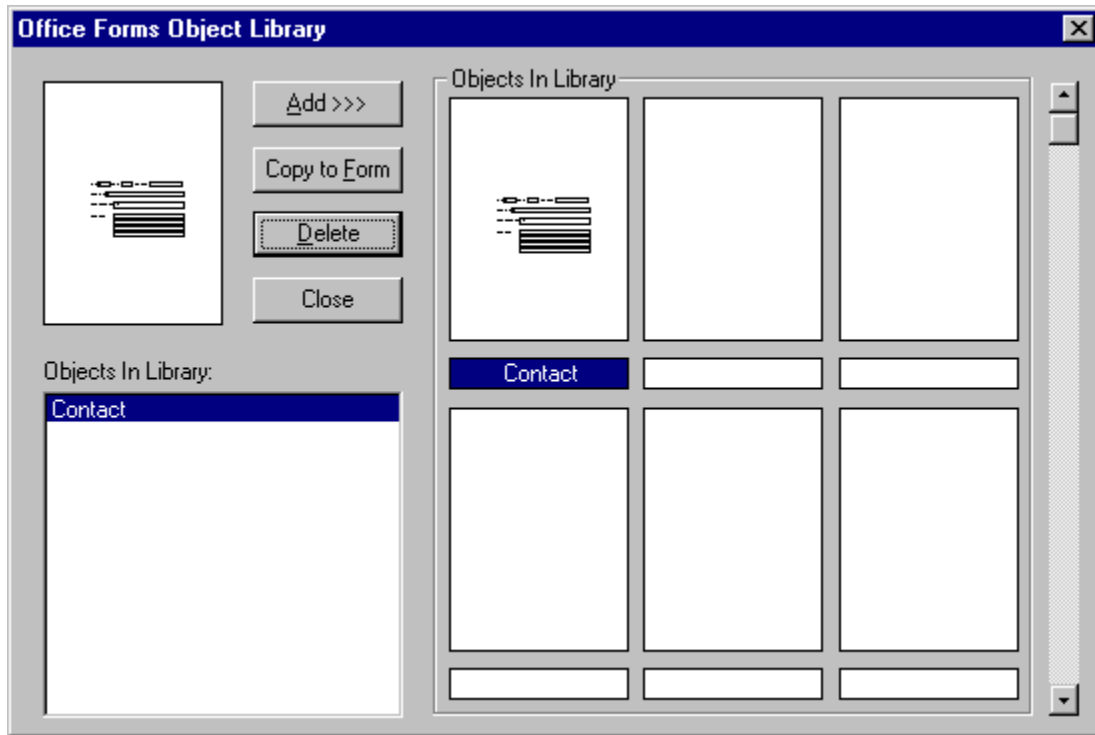 Office Forms Object Library
Add >>>
Copy to Form
Delete
Close
Objects In Library:
Contact
Objects In Library
Contact